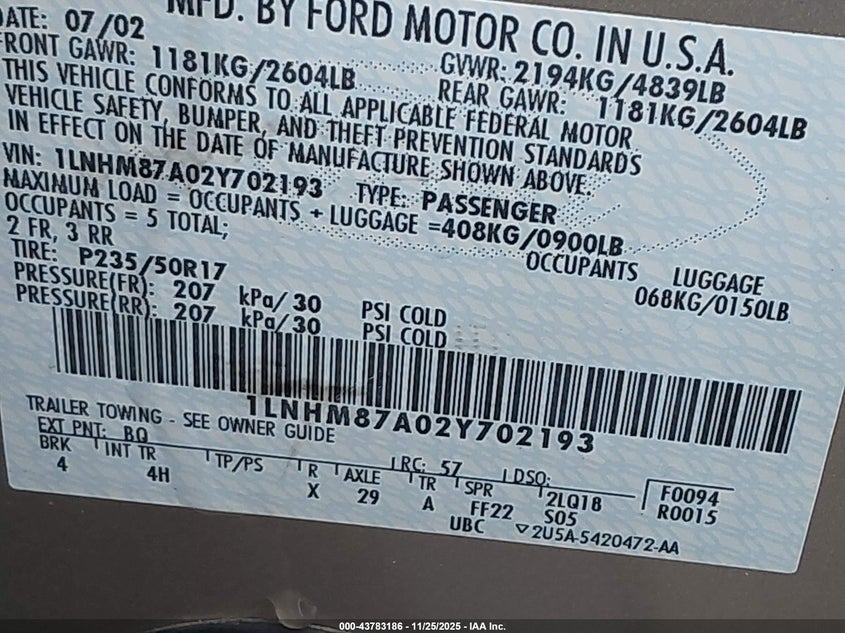 DATE: 07/02 MFD. BY FORD MOTOR CO. IN U.S.A.
FRONT GAWR: 1181KG/2604LB GVWR: 2194KG/4839LB
REAR GAWR: 1181KG/2604LB
THIS VEHICLE CONFORMS TO ALL APPLICABLE FEDERAL MOTOR
VEHICLE SAFETY, BUMPER, AND THEFT PREVENTION STANDARDS
IN EFFECT ON THE DATE OF MANUFACTURE SHOWN ABOVE.
VIN: 1LNHM87A02Y702193 TYPE: PASSENGER
MAXIMUM LOAD = OCCUPANTS + LUGGAGE =408KG/0900LB
OCCUPANTS = 5 TOTAL; OCCUPANTS LUGGAGE
2 FR, 3 RR 068KG/0150LB
TIRE: P235/50R17
PRESSURE(FR): 207 kPa/30 PSI COLD
PRESSURE(RR): 207 kPa/30 PSI COLD
1LNHM87A02Y702193
TRAILER TOWING - SEE OWNER GUIDE
EXT PNT: BQ RC: 57 DSO: F0094
BRK INT TR TP/PS R AXLE TR SPR 2LQ18 R0015
4 4H X 29 A FF22 S05
UBC ▽2U5A-5420472-AA
000-43783186 - 11/25/2025 - IAA Inc.